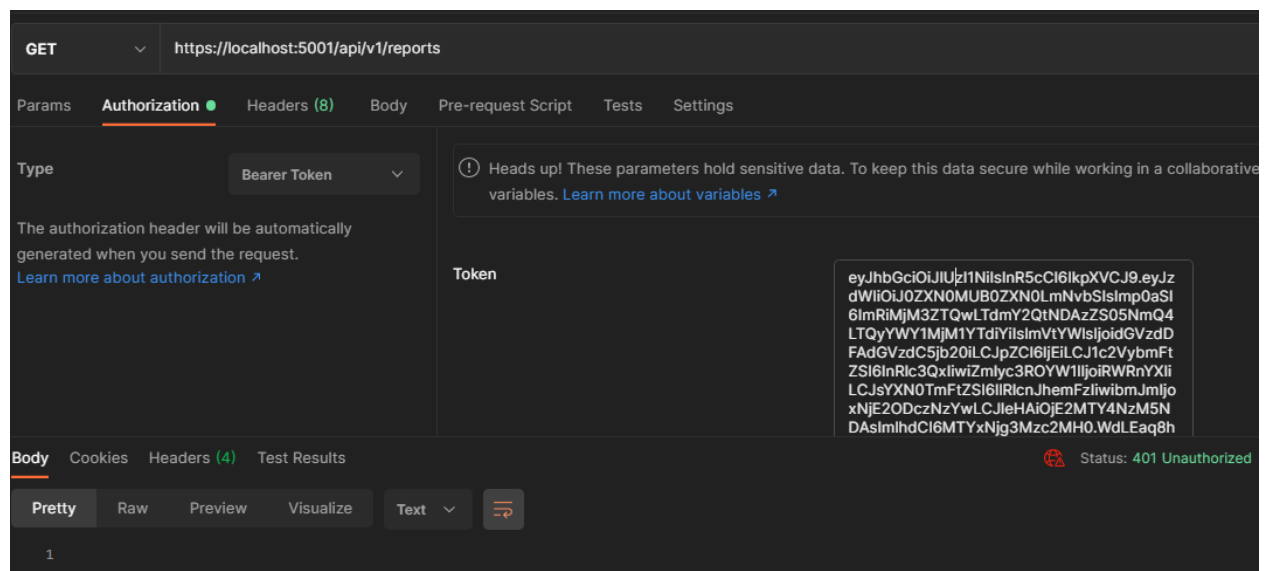 GET
https://localhost:5001/api/v1/reports
Params Authorization Headers (8) Body Pre-request Script Tests Settings
Type
Bearer Token
The authorization header will be automatically
generated when you send the request.
Learn more about authorization ↗
Heads up! These parameters hold sensitive data. To keep this data secure while working in a collaborative
variables. Learn more about variables ↗
Token
eyJhbGciOiJIUzI1NiIsInR5cCI6IkpXVCJ9.eyJz
dWIiOiJ0ZXN0MUB0ZXN0LmNvbSIsImp0aSI
6ImRiMjM3ZTQwLTdmY2QtNDAzZS05NmQ4
LTQyYWY1MjM1YTdiYiIsImVtYWlsIjoidGVzdD
FAdGVzdC5jb20iLCJpZCI6IjEiLCJ1c2VybmFt
ZSI6InRlc3QxIiwiZmlyc3ROYW1lIjoiRWRnYXIi
LCJsYXN0TmFtZSI6IlRlcnJhemFzIiwibmJmIjo
xNjE2ODczNzYwLCJleHAiOjE2MTY4NzM5N
DAsImlhdCI6MTYxNjg3Mzc2MH0.WdLEaq8h
Body Cookies Headers (4) Test Results
Status: 401 Unauthorized
Pretty Raw Preview Visualize Text
1